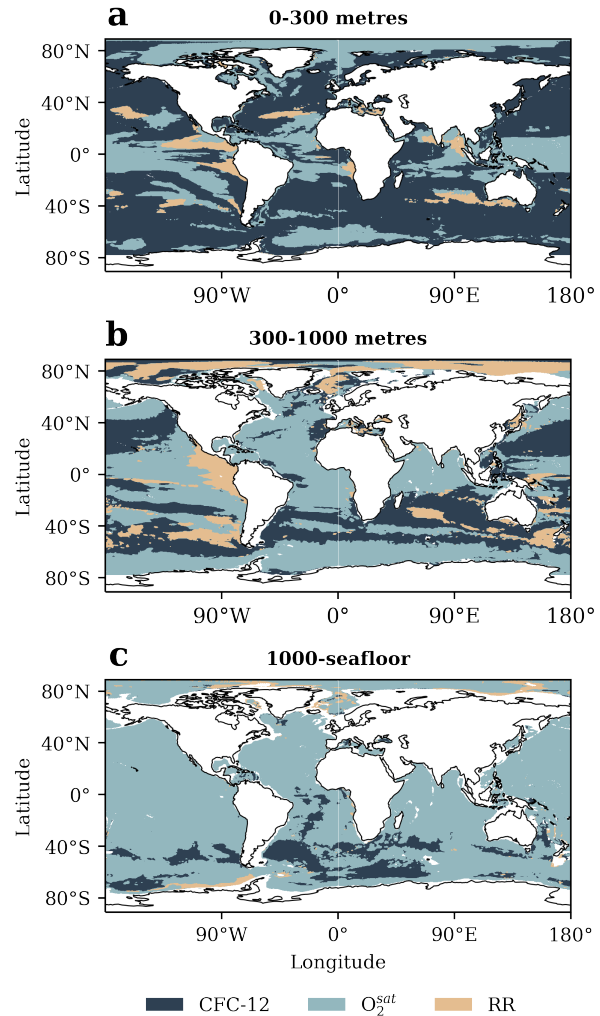 a
0-300 metres
80°N
40°N
0°
40°S
80°S
Latitude
90°W 0° 90°E 180°
b
300-1000 metres
80°N
40°N
0°
40°S
80°S
Latitude
90°W 0° 90°E 180°
c
1000-seafloor
80°N
40°N
0°
40°S
80°S
Latitude
90°W 0° 90°E 180°
Longitude
CFC-12 O₂ˢᵃᵗ RR